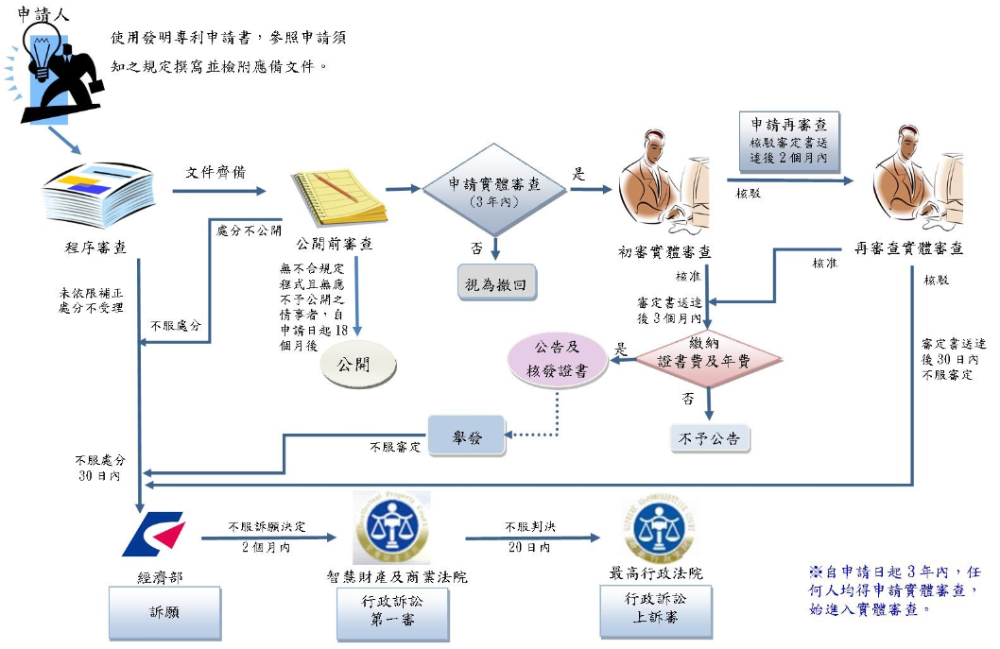 申請人
使用發明專利申請書，參照申請須
知之規定撰寫並檢附應備文件。
程序審查
文件齊備
公開前審查
申請實體審查
(3年內)
是
否
視為撤回
初審實體審查
申請再審查
核駁審定書送
達後2個月內
核駁
再審查實體審查
處分不公開
不服處分
未依限補正
處分不受理
無不合規定
程式且無應
不予公開之
情事者，自
申請日起18
個月後
公開
核准
核准
核駁
審定書送達
後3個月內
繳納
證書費及年費
是
公告及
核發證書
否
不予公告
舉發
不服審定
審定書送達
後30日內
不服審定
不服處分
30日內
經濟部
訴願
不服訴願決定
2個月內
智慧財產及商業法院
行政訴訟
第一審
不服判決
20日內
最高行政法院
行政訴訟
上訴審
※自申請日起3年內，任
何人均得申請實體審查，
始進入實體審查。